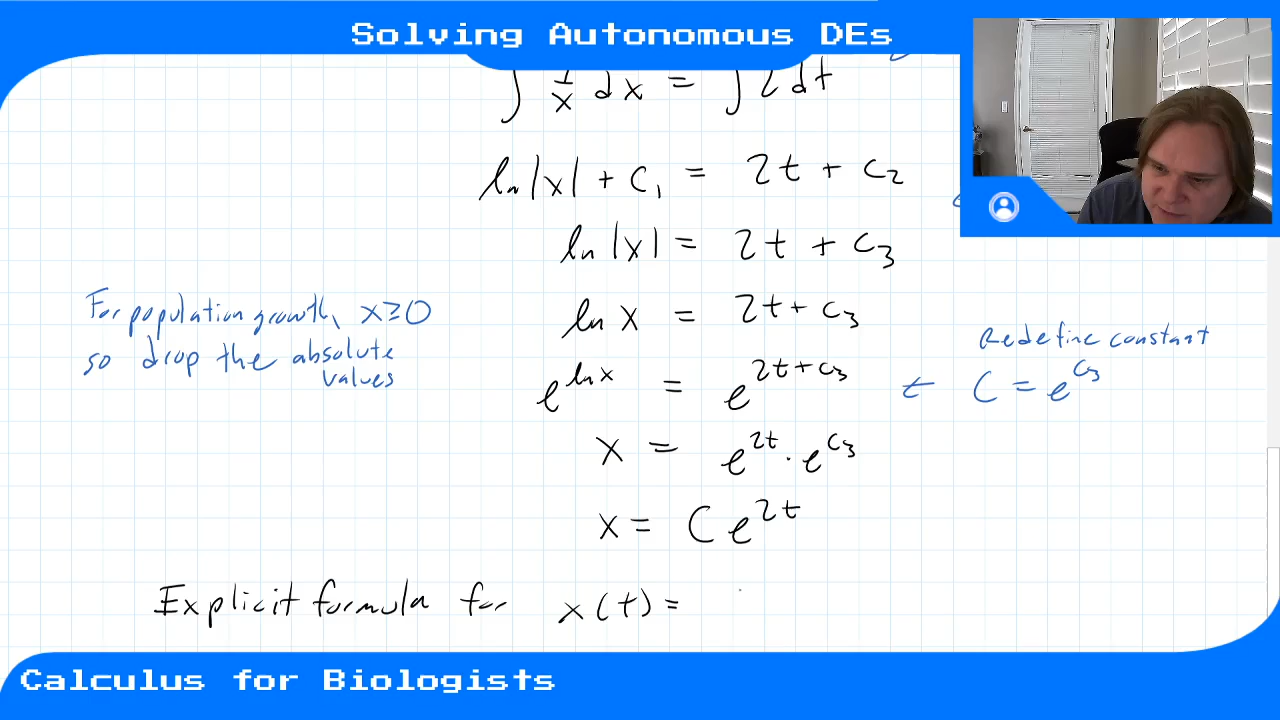 Solving Autonomous DEs
∫ 1/x dx = ∫ 2 dt
ln|x| + C₁ = 2t + C₂
ln|x| = 2t + C₃
For population growth, x≥0
so drop the absolute
values
ln x = 2t + C₃
e^{ln x} = e^{2t+C₃}
Redefine constant
C = e^{C₃}
x = e^{2t} · e^{C₃}
x = C e^{2t}
Explicit formula for x(t) =
Calculus for Biologists